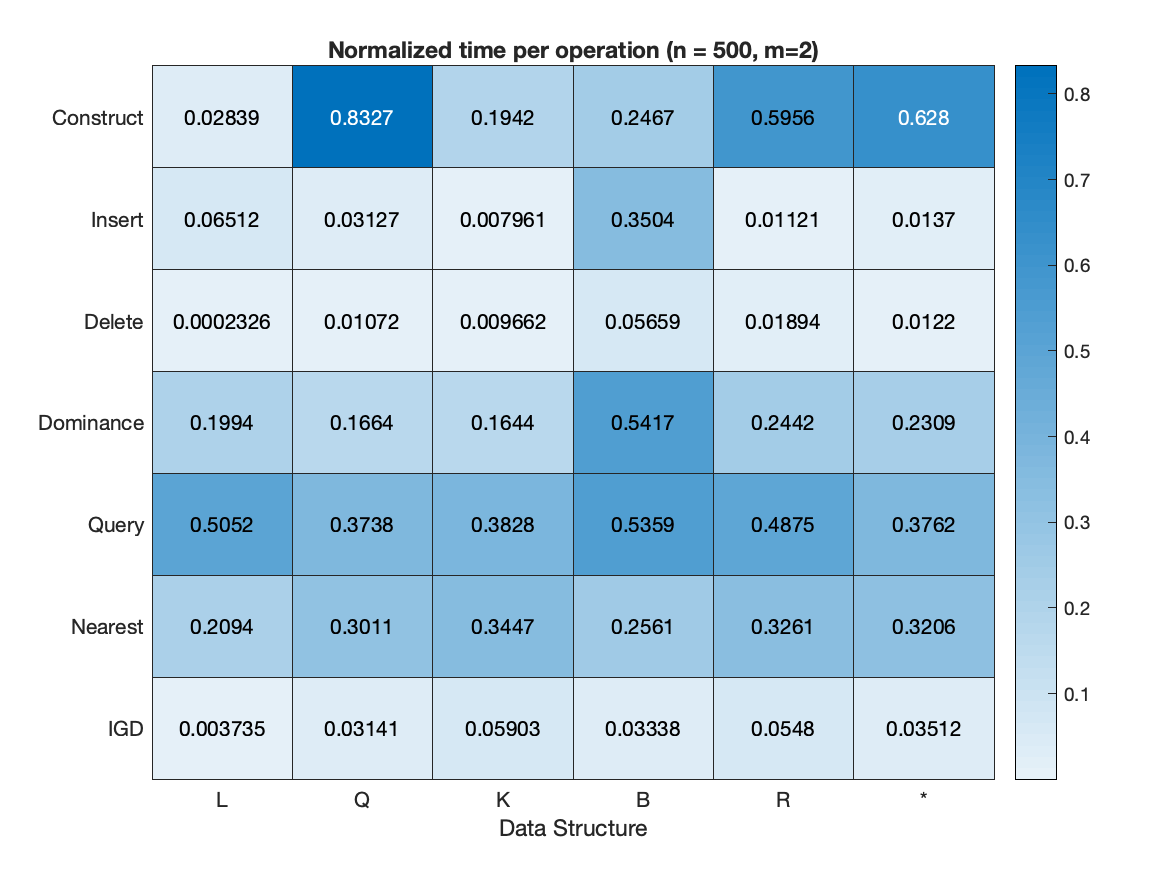 Normalized time per operation (n = 500, m=2)
Construct 0.02839 0.8327 0.1942 0.2467 0.5956 0.628
Insert 0.06512 0.03127 0.007961 0.3504 0.01121 0.0137
Delete 0.0002326 0.01072 0.009662 0.05659 0.01894 0.0122
Dominance 0.1994 0.1664 0.1644 0.5417 0.2442 0.2309
Query 0.5052 0.3738 0.3828 0.5359 0.4875 0.3762
Nearest 0.2094 0.3011 0.3447 0.2561 0.3261 0.3206
IGD 0.003735 0.03141 0.05903 0.03338 0.0548 0.03512
L Q K B R *
Data Structure
0.8
0.7
0.6
0.5
0.4
0.3
0.2
0.1